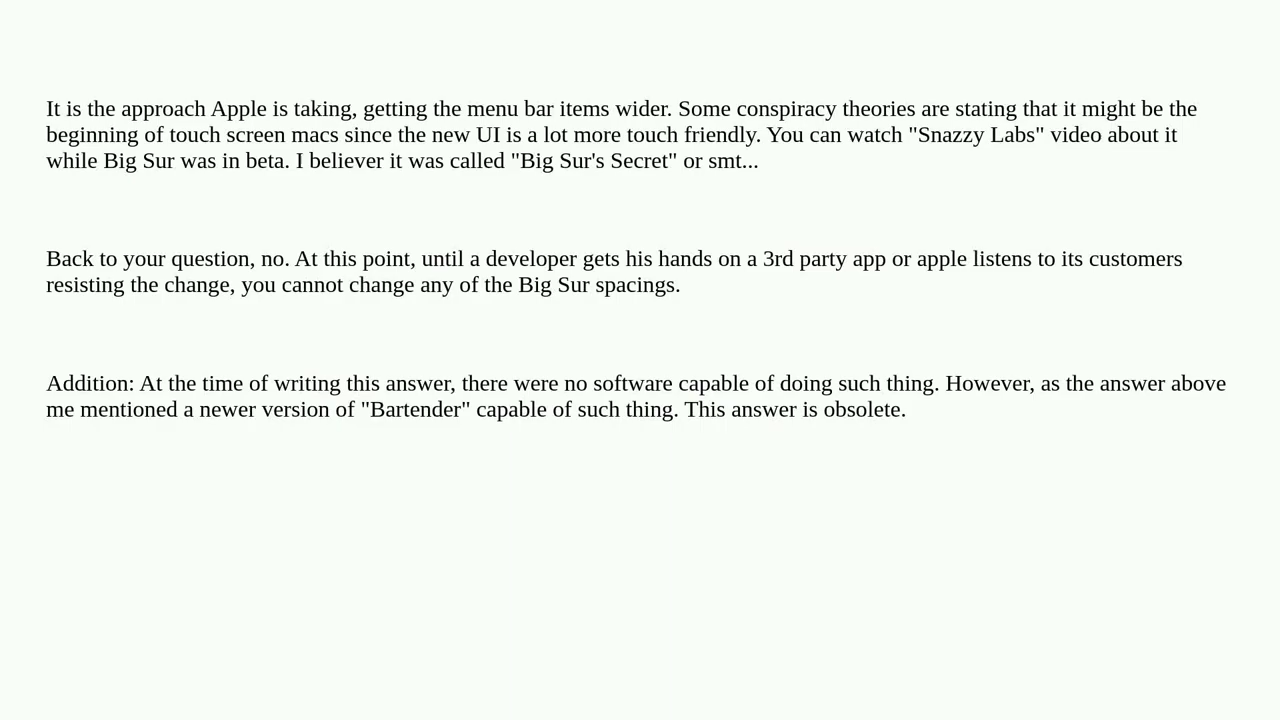 It is the approach Apple is taking, getting the menu bar items wider. Some conspiracy theories are stating that it might be the
beginning of touch screen macs since the new UI is a lot more touch friendly. You can watch "Snazzy Labs" video about it
while Big Sur was in beta. I believer it was called "Big Sur's Secret" or smt...
Back to your question, no. At this point, until a developer gets his hands on a 3rd party app or apple listens to its customers
resisting the change, you cannot change any of the Big Sur spacings.
Addition: At the time of writing this answer, there were no software capable of doing such thing. However, as the answer above
me mentioned a newer version of "Bartender" capable of such thing. This answer is obsolete.